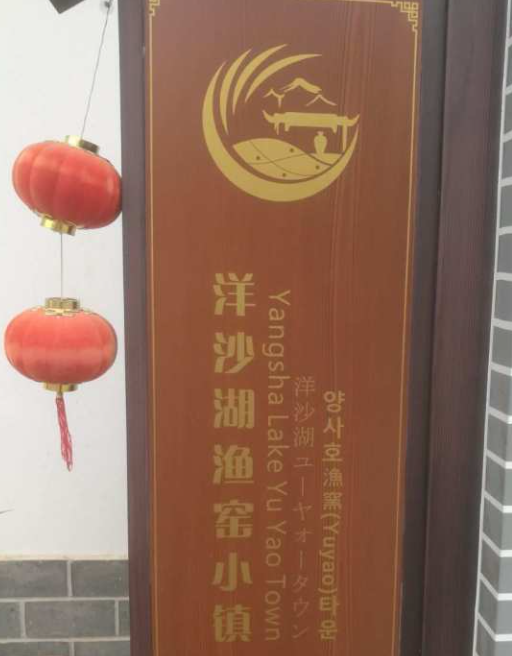 洋沙湖渔窑小镇
Yangsha Lake Yu Yao Town
洋沙湖ユーヤオータウン
양사호漁窯(Yuyao)타운